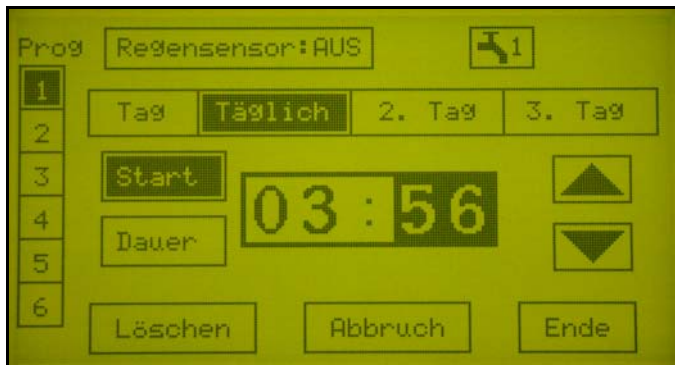 Prog Regensensor:AUS 1
1 Tag Täglich 2. Tag 3. Tag
2
3 Start
03:56
4
Dauer
5
6
Löschen Abbruch Ende